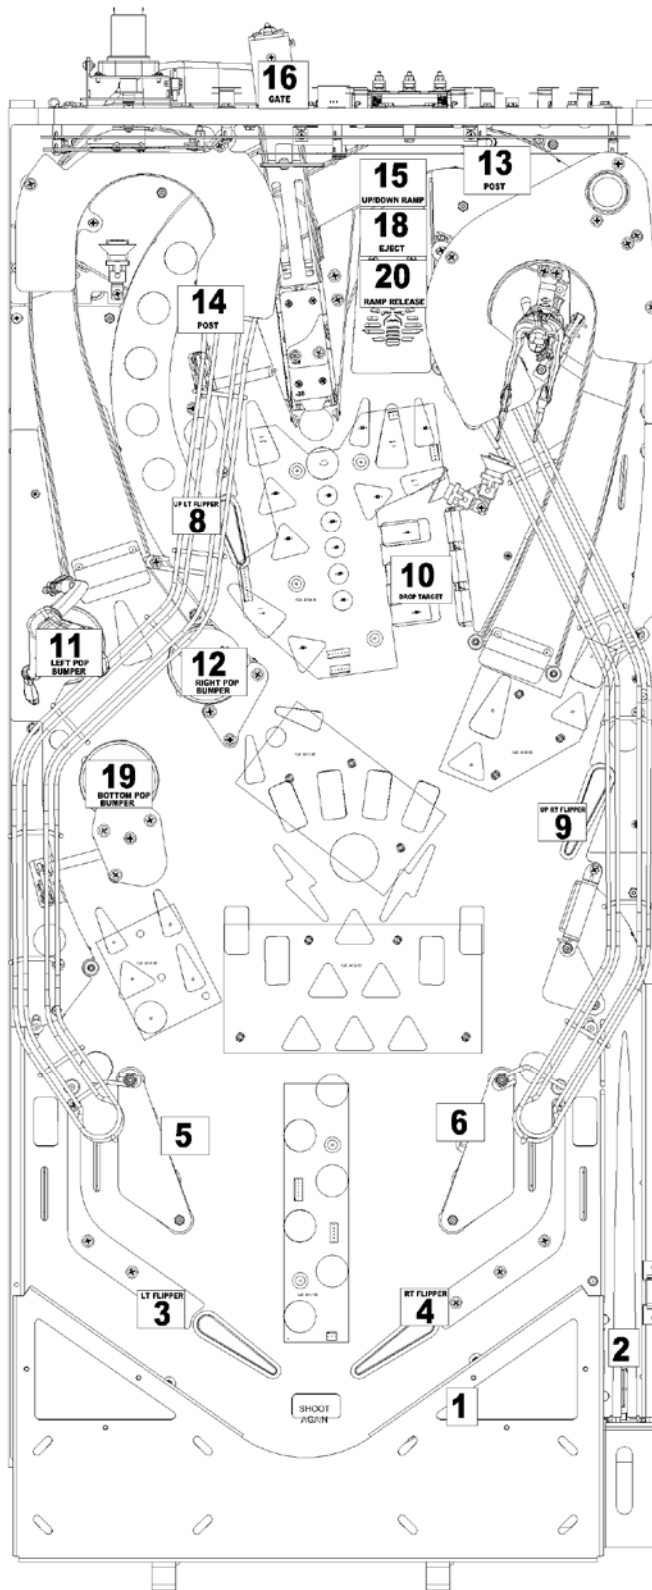 16
GATE
15
UP/DOWN RAMP
13
POST
18
EJECT
20
RAMP RELEASE
14
POST
UP LT FLIPPER
8
10
DROP TARGET
11
LEFT POP
BUMPER
12
RIGHT POP
BUMPER
19
BOTTOM POP
BUMPER
UP RT FLIPPER
9
5
6
LT FLIPPER
3
RT FLIPPER
4
2
1
SHOOT
AGAIN